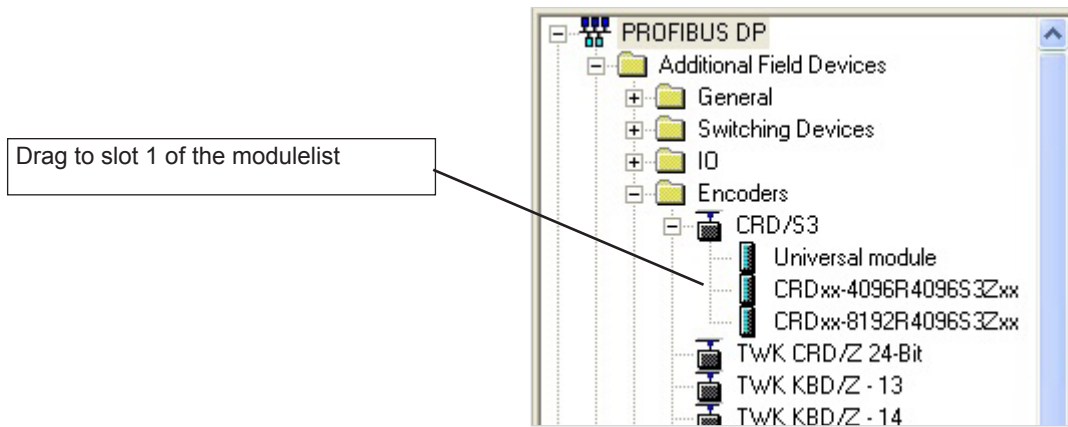 PROFIBUS DP
Additional Field Devices
General
Switching Devices
Drag to slot 1 of the modulelist
IO
Encoders
CRD/S3
Universal module
CRDxx-4096R4096S3Zxx
CRDxx-8192R4096S3Zxx
TWK CRD/Z 24-Bit
TWK KBD/Z - 13
TWK KBD/Z - 14